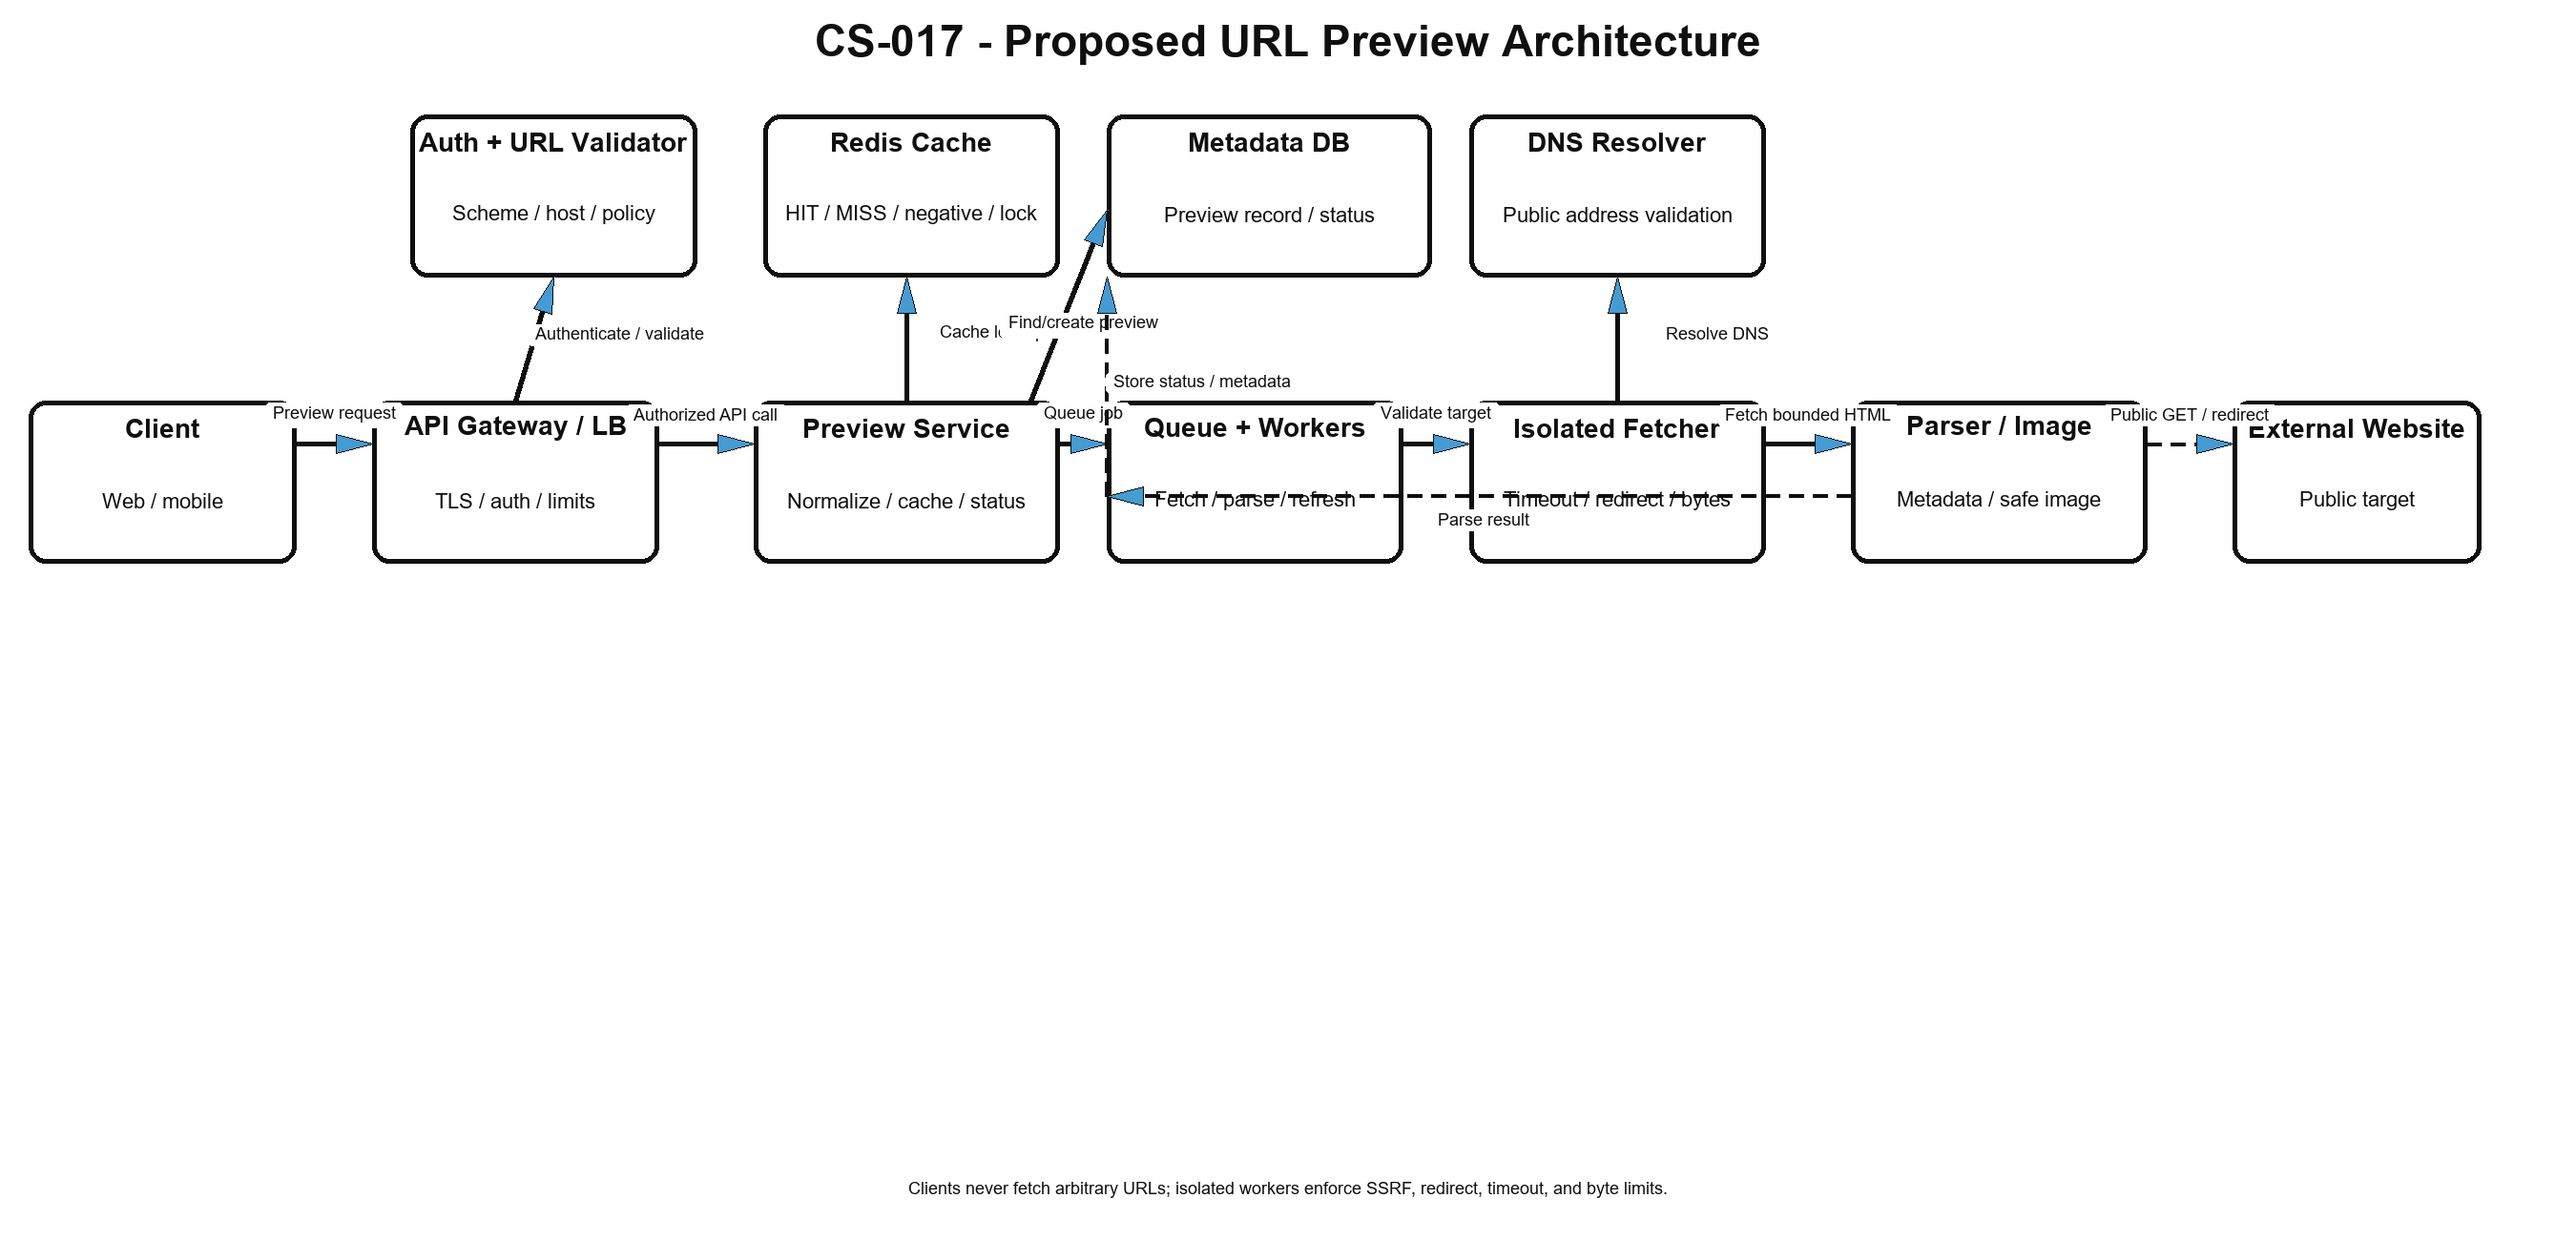 CS-017 - Proposed URL Preview Architecture
Auth + URL Validator
Scheme / host / policy
Redis Cache
HIT / MISS / negative / lock
Metadata DB
Preview record / status
DNS Resolver
Public address validation
Authenticate / validate
Cache
Find/create preview
Resolve DNS
Store status / metadata
Client
Web / mobile
Preview request
API Gateway / LB
TLS / auth / limits
Authorized API call
Preview Service
Normalize / cache / status
Queue job
Queue + Workers
Fetch / parse / refresh
Validate target
Isolated Fetcher
Timeout / redirect / bytes
Parse result
Fetch bounded HTML
Parser / Image
Metadata / safe image
Public GET / redirect
External Website
Public target
Clients never fetch arbitrary URLs; isolated workers enforce SSRF, redirect, timeout, and byte limits.